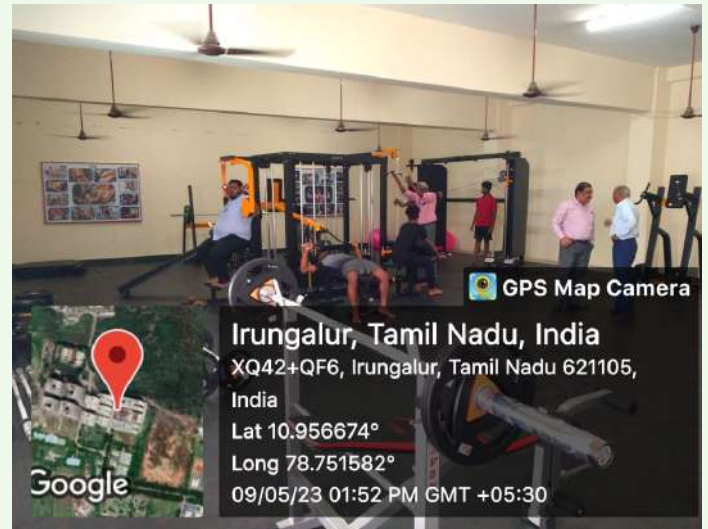 GPS Map Camera
Irungalur, Tamil Nadu, India
XQ42+QF6, Irungalur, Tamil Nadu 621105,
India
Lat 10.956674°
Long 78.751582°
09/05/23 01:52 PM GMT +05:30
Google